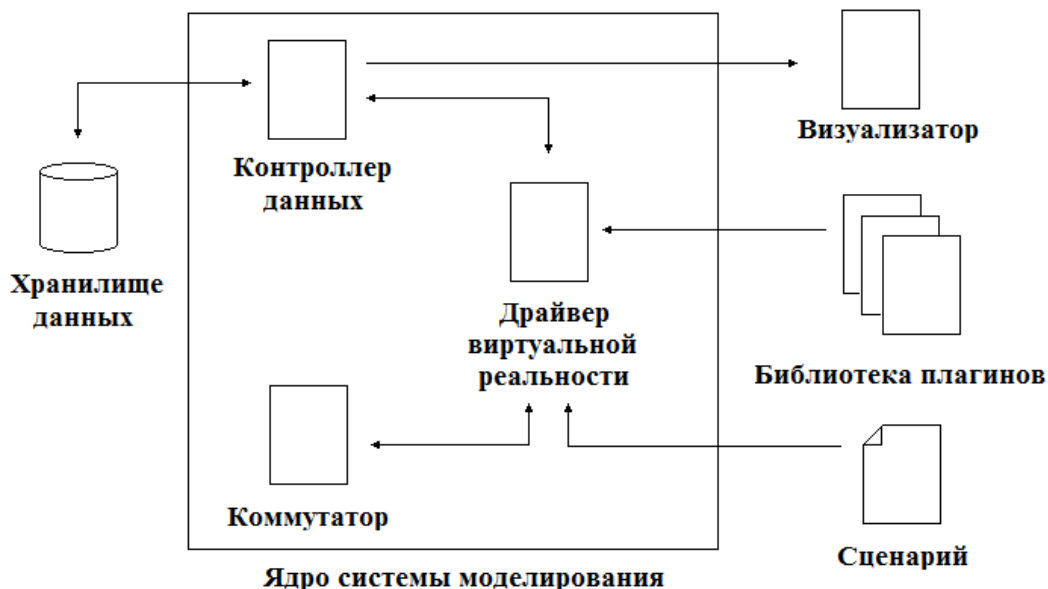 Визуализатор
Контроллер
данных
Хранилище
данных
Драйвер
виртуальной
реальности
Библиотека плагинов
Коммутатор
Сценарий
Ядро системы моделирования